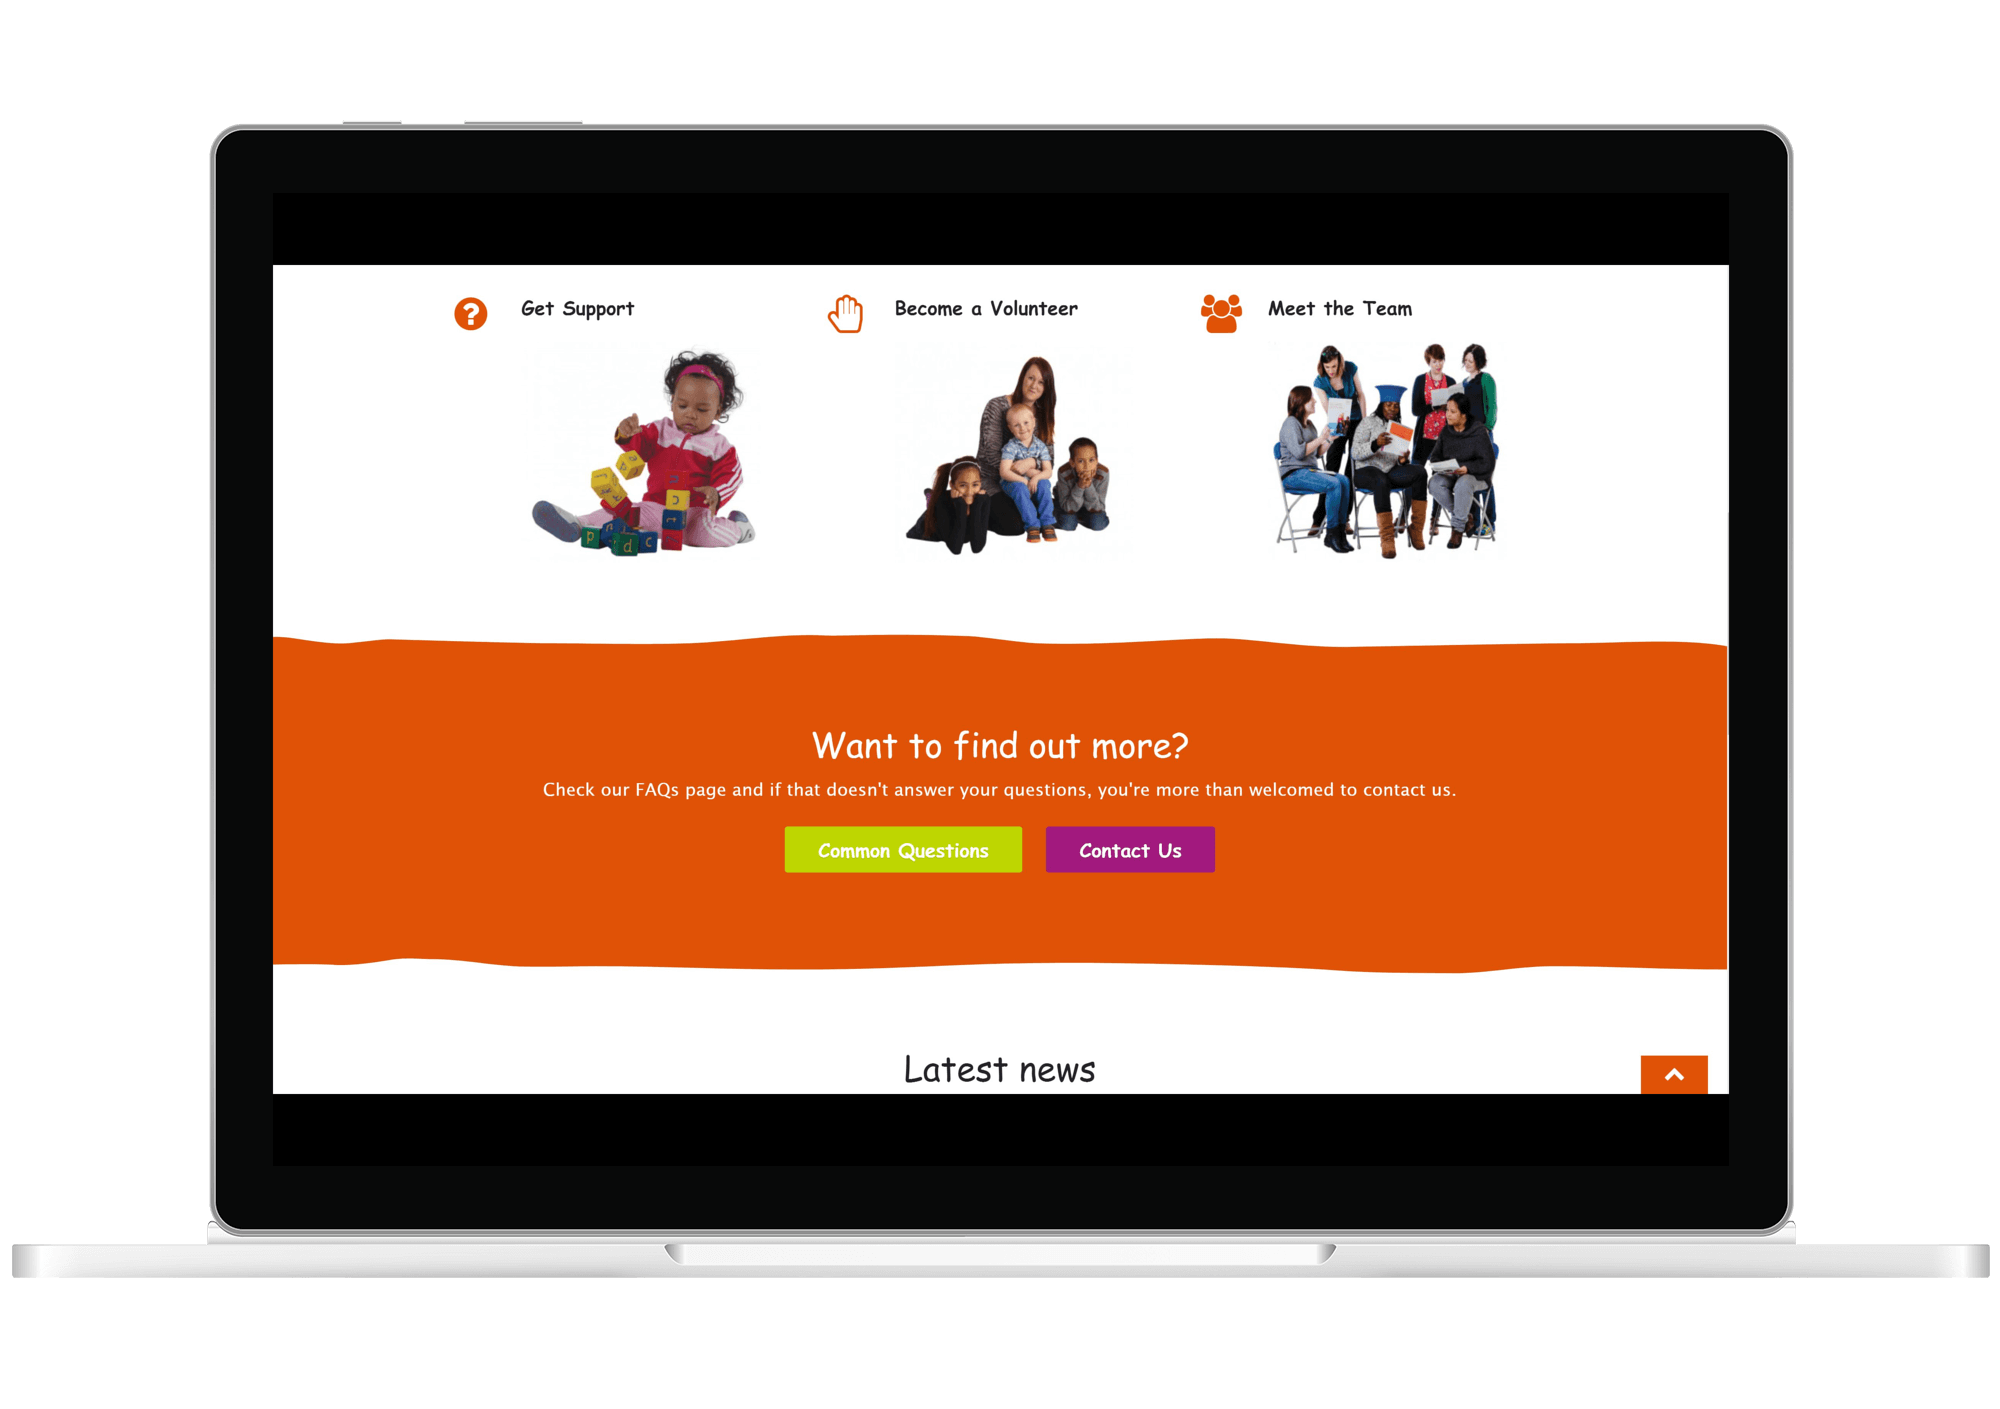 Get Support
Become a Volunteer
Meet the Team
p
d
c
Want to find out more?
Check our FAQs page and if that doesn't answer your questions, you're more than welcomed to contact us.
Common Questions
Contact Us
Latest news